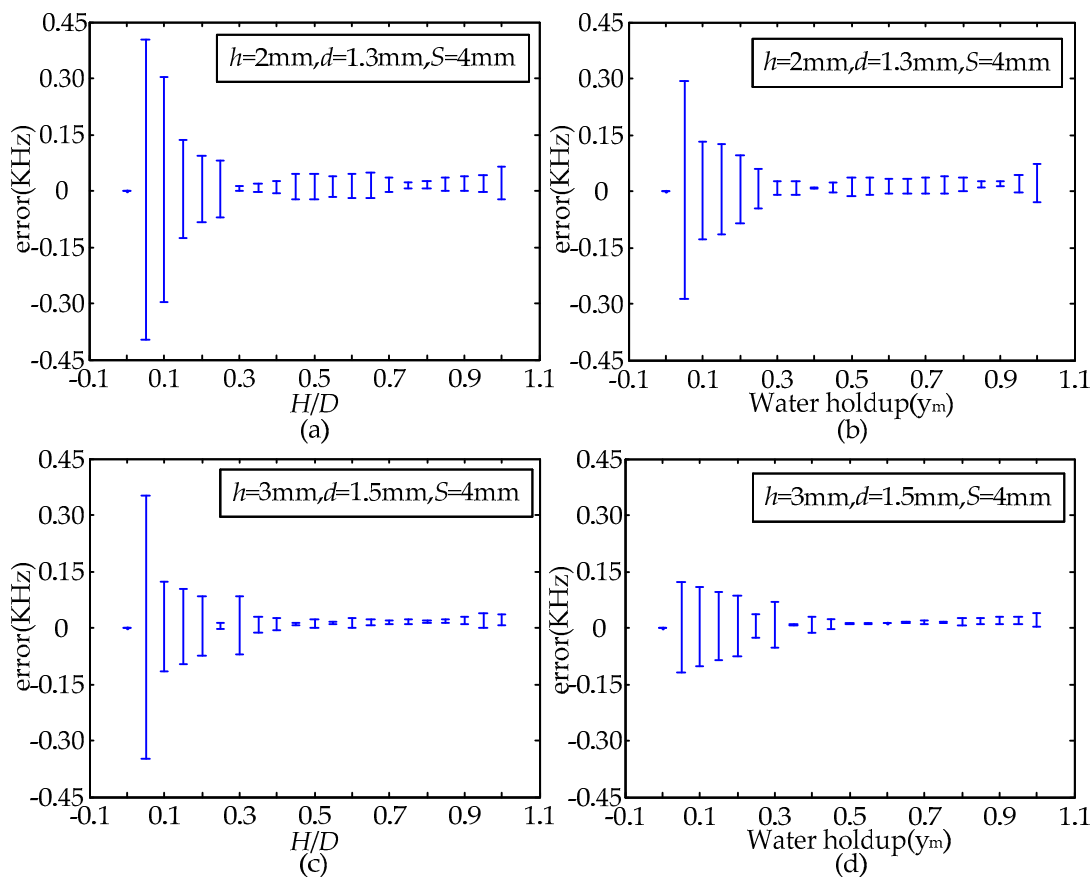 0.45
0.30
0.15
0
-0.15
-0.30
-0.45
error(KHz)
h=2mm,d=1.3mm,S=4mm
-0.1 0.1 0.3 0.5 0.7 0.9 1.1
H/D
(a)
0.45
0.30
0.15
0
-0.15
-0.30
-0.45
error(KHz)
h=2mm,d=1.3mm,S=4mm
-0.1 0.1 0.3 0.5 0.7 0.9 1.1
Water holdup(ym)
(b)
0.45
0.30
0.15
0
-0.15
-0.30
-0.45
error(KHz)
h=3mm,d=1.5mm,S=4mm
-0.1 0.1 0.3 0.5 0.7 0.9 1.1
H/D
(c)
0.45
0.30
0.15
0
-0.15
-0.30
-0.45
error(KHz)
h=3mm,d=1.5mm,S=4mm
-0.1 0.1 0.3 0.5 0.7 0.9 1.1
Water holdup(ym)
(d)